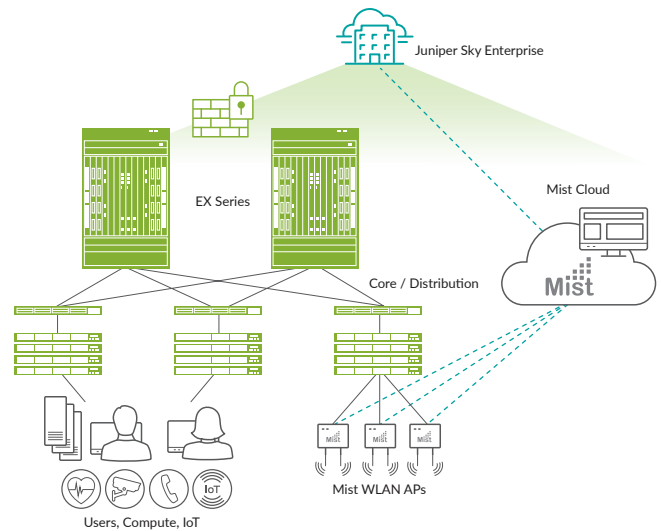 Juniper Sky Enterprise
Mist Cloud
EX Series
Mist
Core / Distribution
Mist
Mist
Mist
IoT
Mist WLAN APs
Users, Compute, IoT